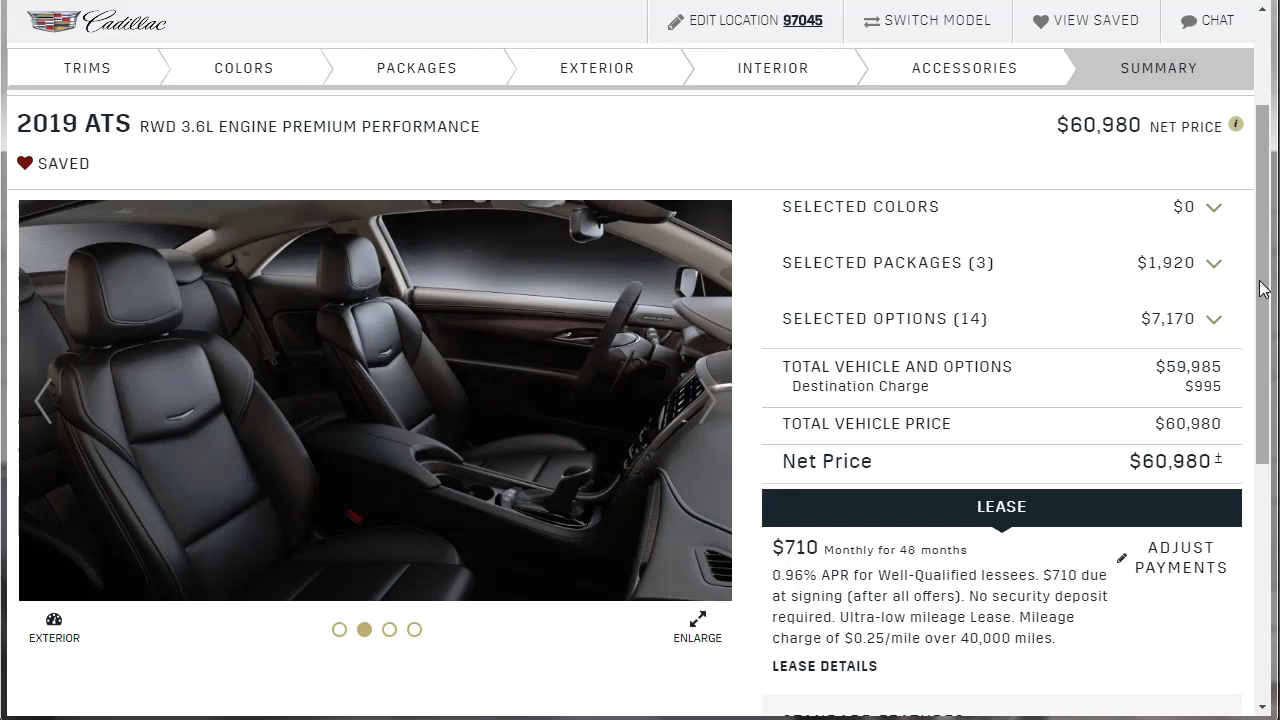 Cadillac
EDIT LOCATION 97045
SWITCH MODEL
VIEW SAVED
CHAT
TRIMS
COLORS
PACKAGES
EXTERIOR
INTERIOR
ACCESSORIES
SUMMARY
2019 ATS RWD 3.6L ENGINE PREMIUM PERFORMANCE
$60,980 NET PRICE i
SAVED
SELECTED COLORS $0
SELECTED PACKAGES (3) $1,920
SELECTED OPTIONS (14) $7,170
TOTAL VEHICLE AND OPTIONS $59,985
Destination Charge $995
TOTAL VEHICLE PRICE $60,980
Net Price $60,980±
LEASE
$710 Monthly for 48 months
ADJUST
PAYMENTS
0.96% APR for Well-Qualified lessees. $710 due
at signing (after all offers). No security deposit
required. Ultra-low mileage Lease. Mileage
charge of $0.25/mile over 40,000 miles.
LEASE DETAILS
EXTERIOR
ENLARGE